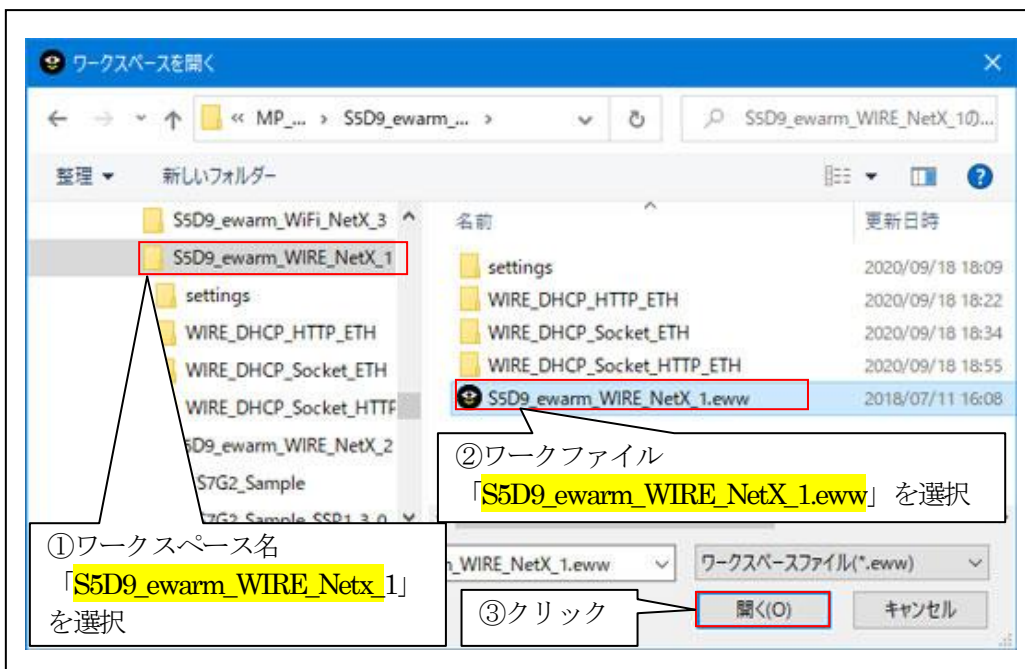 ワークスペースを開く
« MP_... › S5D9_ewarm_... ›
S5D9_ewarm_WIRE_NetX_1の...
整理
新しいフォルダー
S5D9_ewarm_WiFi_NetX_3
S5D9_ewarm_WIRE_NetX_1
settings
WIRE_DHCP_HTTP_ETH
WIRE_DHCP_Socket_ETH
WIRE_DHCP_Socket_HTTP
5D9_ewarm_WIRE_NetX_2
S7G2_Sample
S7G2_Sample_SSP1_3_0
名前 更新日時
settings 2020/09/18 18:09
WIRE_DHCP_HTTP_ETH 2020/09/18 18:22
WIRE_DHCP_Socket_ETH 2020/09/18 18:34
WIRE_DHCP_Socket_HTTP_ETH 2020/09/18 18:55
S5D9_ewarm_WIRE_NetX_1.eww 2018/07/11 16:08
②ワークファイル
「S5D9_ewarm_WIRE_NetX_1.eww」を選択
①ワークスペース名
「S5D9_ewarm_WIRE_Netx_1」
を選択
_WIRE_NetX_1.eww
ワークスペースファイル(*.eww)
③クリック
開く(O)
キャンセル